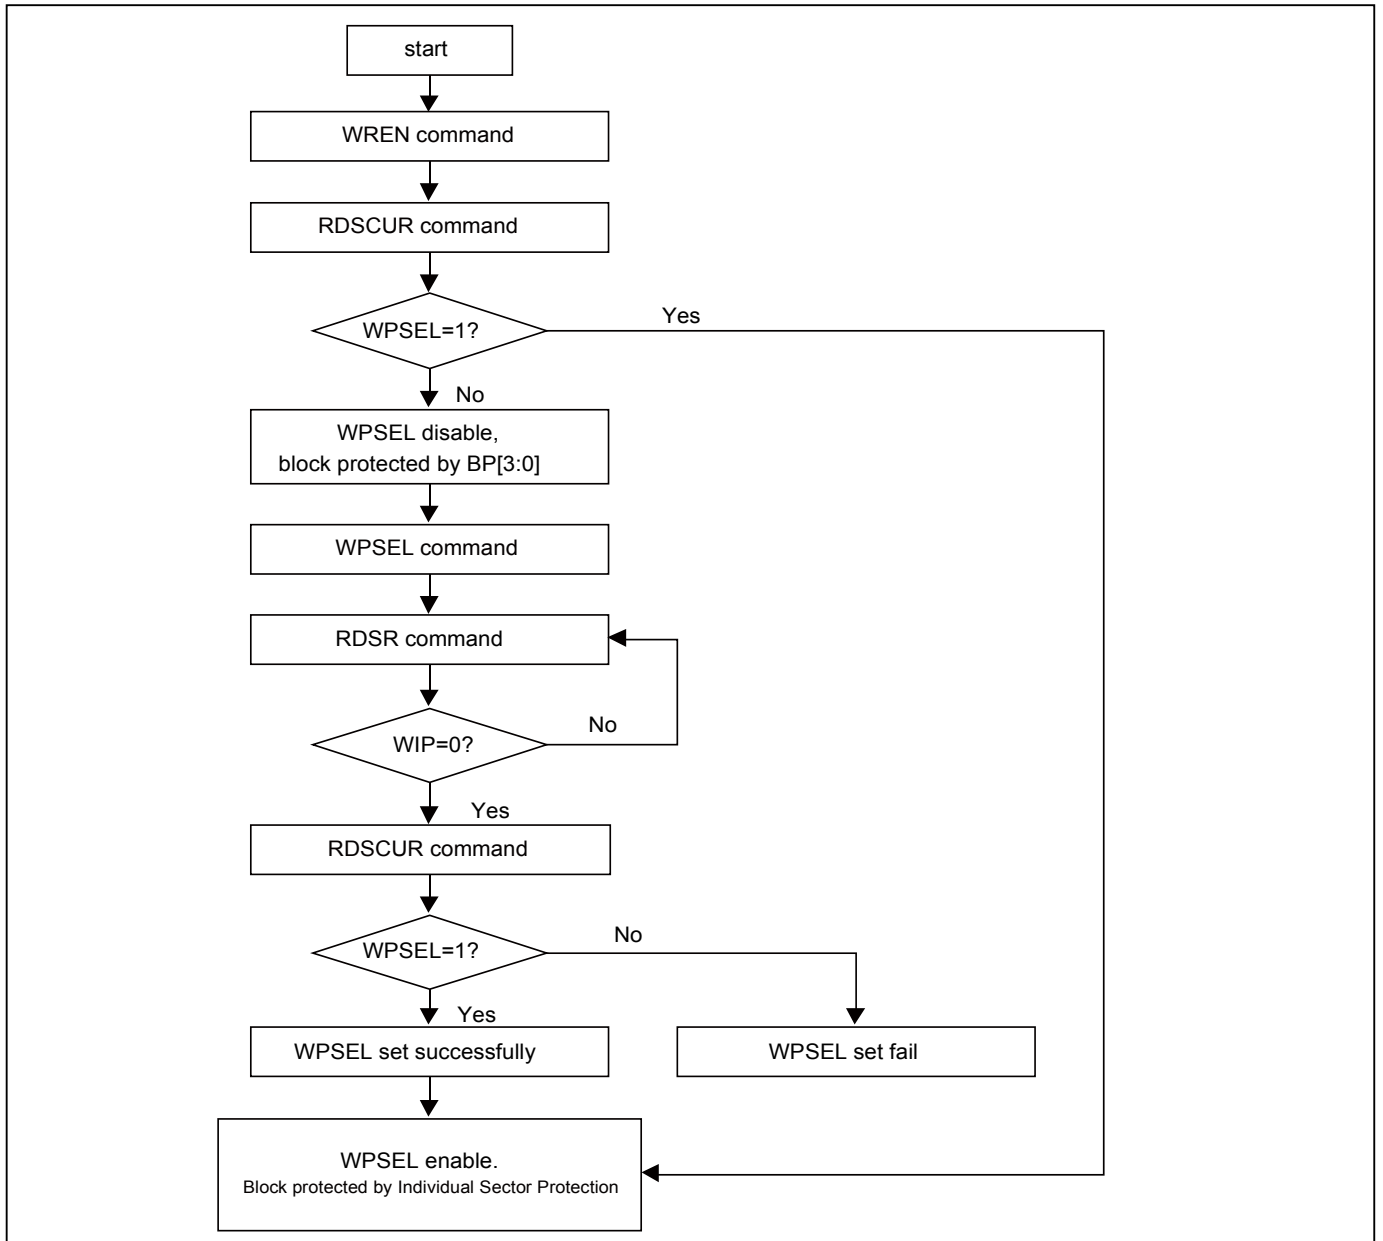 start
WREN command
RDSCUR command
WPSEL=1?
Yes
No
WPSEL disable,
block protected by BP[3:0]
WPSEL command
RDSR command
WIP=0?
No
Yes
RDSCUR command
WPSEL=1?
No
Yes
WPSEL set successfully
WPSEL set fail
WPSEL enable.
Block protected by Individual Sector Protection